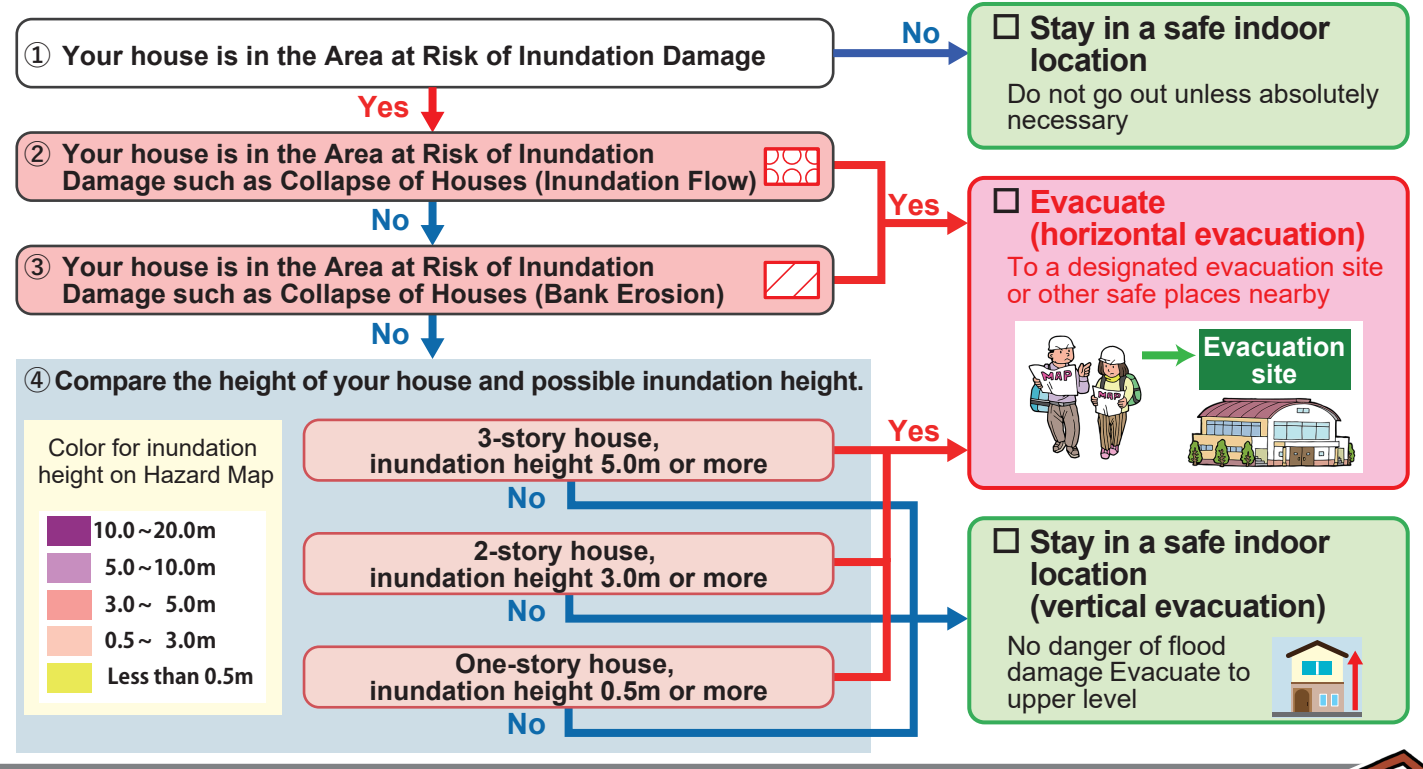 ① Your house is in the Area at Risk of Inundation Damage
No
☐ Stay in a safe indoor
location
Do not go out unless absolutely
necessary
Yes
② Your house is in the Area at Risk of Inundation
Damage such as Collapse of Houses (Inundation Flow)
Yes
☐ Evacuate
(horizontal evacuation)
To a designated evacuation site
or other safe places nearby
MAP
MAP
Evacuation
site
No
③ Your house is in the Area at Risk of Inundation
Damage such as Collapse of Houses (Bank Erosion)
No
④ Compare the height of your house and possible inundation height.
Color for inundation
height on Hazard Map
10.0~20.0m
5.0~10.0m
3.0~ 5.0m
0.5~ 3.0m
Less than 0.5m
3-story house,
inundation height 5.0m or more
Yes
No
2-story house,
inundation height 3.0m or more
No
One-story house,
inundation height 0.5m or more
No
☐ Stay in a safe indoor
location
(vertical evacuation)
No danger of flood
damage Evacuate to
upper level